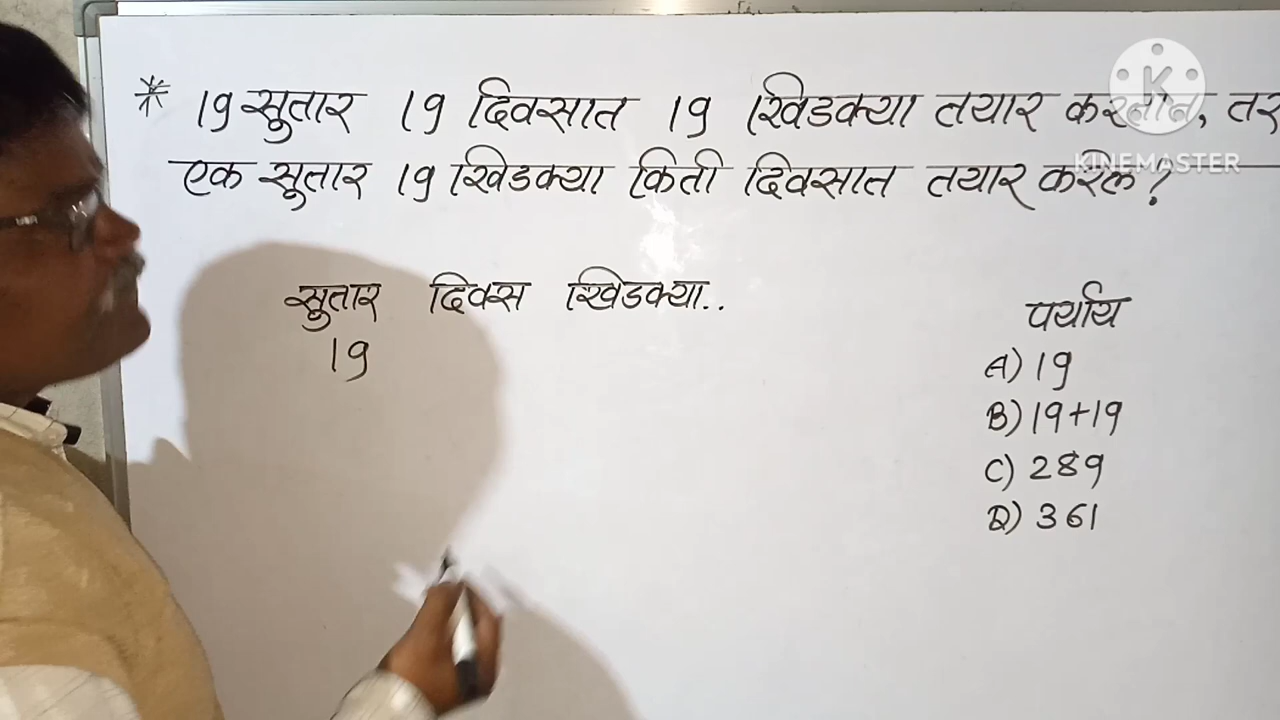 * 19 सुतार 19 दिवसात 19 खिडक्या तयार करतात, तर
एक सुतार 19 खिडक्या किती दिवसात तयार करेल?
K
KINEMASTER
सुतार दिवस खिडक्या..
19
पर्याय
A) 19
B) 19+19
C) 289
D) 361